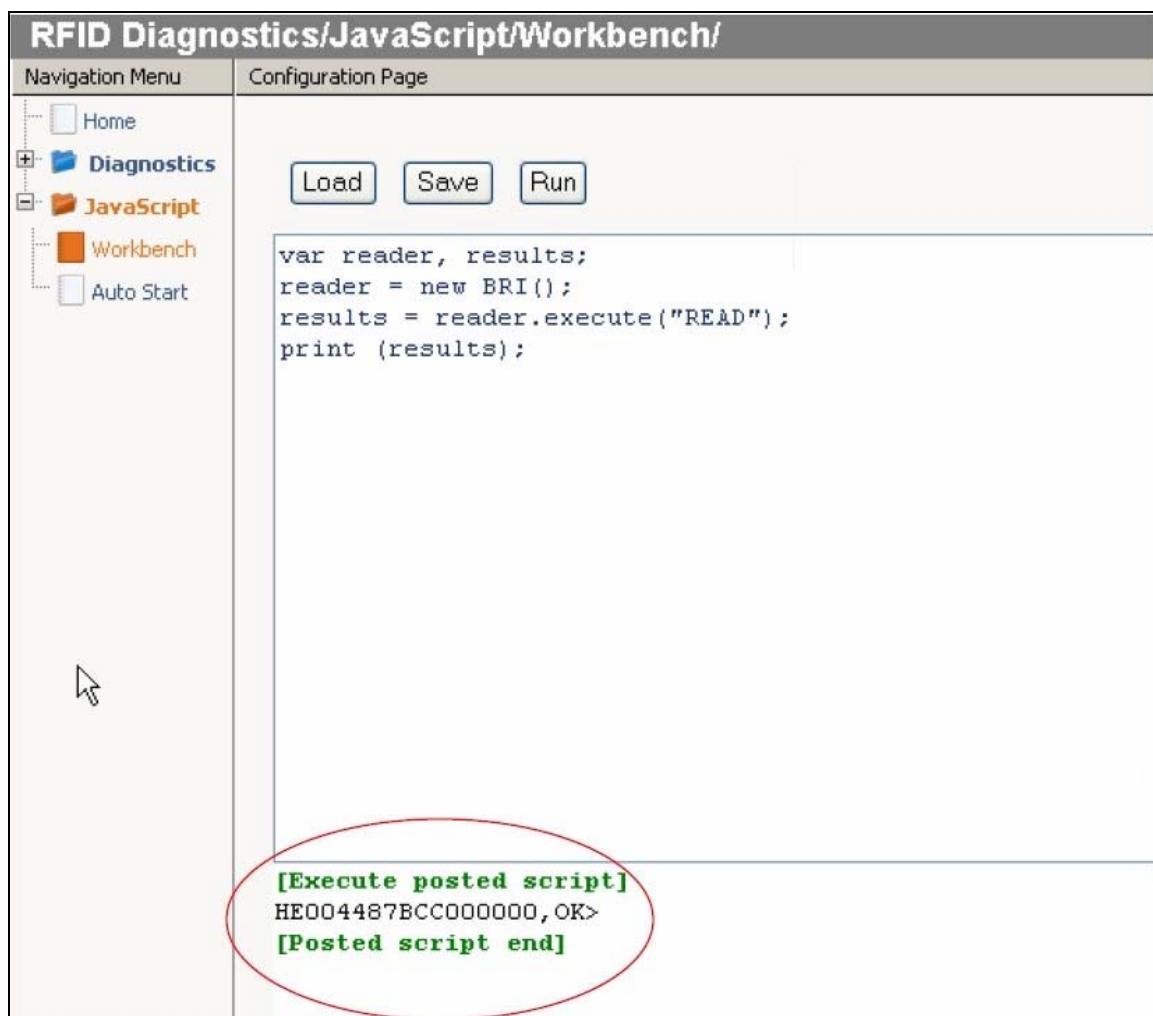 RFID Diagnostics/JavaScript/Workbench/
Navigation Menu
Configuration Page
Home
Diagnostics
JavaScript
Workbench
Auto Start
Load Save Run
var reader, results;
reader = new BRI();
results = reader.execute("READ");
print (results);
[Execute posted script]
HE004487BCC000000,OK>
[Posted script end]